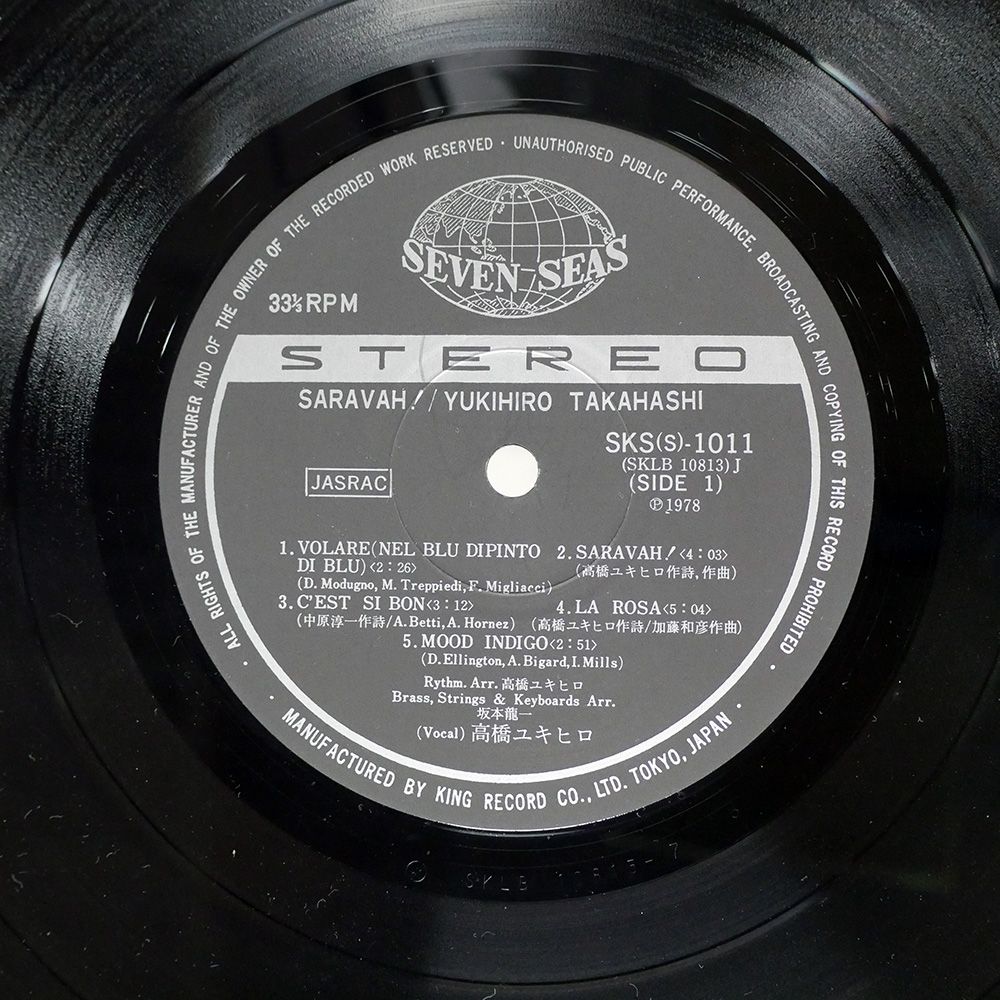 · ALL RIGHTS OF THE MANUFACTURER AND OF THE OWNER OF THE RECORDED WORK RESERVED · UNAUTHORISED PUBLIC PERFORMANCE, BROADCASTING AND COPYING OF THIS RECORD PROHIBITED ·
SEVEN SEAS
33⅓RPM
STEREO
SARAVAH!/YUKIHIRO TAKAHASHI
SKS(S)-1011
(SKLB 10813)J
JASRAC
(SIDE 1)
Ⓟ1978
1. VOLARE(NEL BLU DIPINTO
DI BLU)<2:26>
(D. Modugno, M. Treppiedi, F. Migliacci)
2. SARAVAH!<4:03>
(高橋ユキヒロ作詩,作曲)
3. C'EST SI BON<3:12>
(中原淳一作詩/A. Betti, A. Hornez)
4. LA ROSA<5:04>
(高橋ユキヒロ作詩/加藤和彦作曲)
5. MOOD INDIGO<2:51>
(D. Ellington, A. Bigard, I. Mills)
Rythm. Arr. 高橋ユキヒロ
Brass, Strings & Keyboards Arr.
坂本龍一
(Vocal) 高橋ユキヒロ
· MANUFACTURED BY KING RECORD CO., LTD. TOKYO, JAPAN ·
SKLB